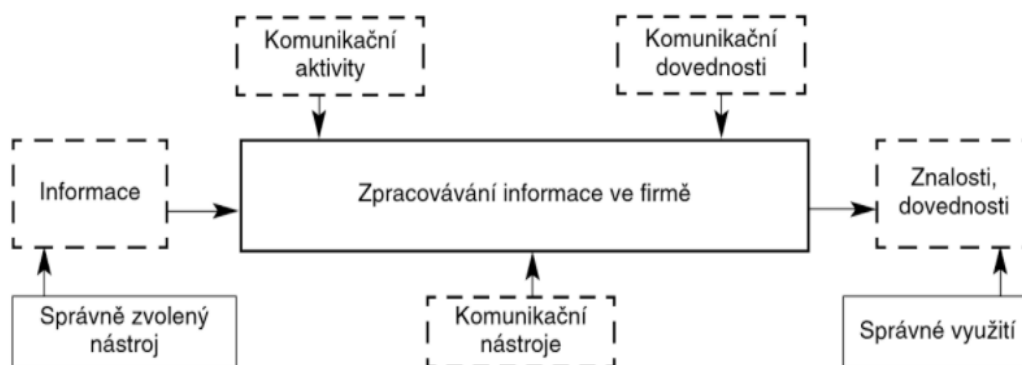 Komunikační
aktivity
Komunikační
dovednosti
Informace
Zpracovávání informace ve firmě
Znalosti,
dovednosti
Správně zvolený
nástroj
Komunikační
nástroje
Správné využití